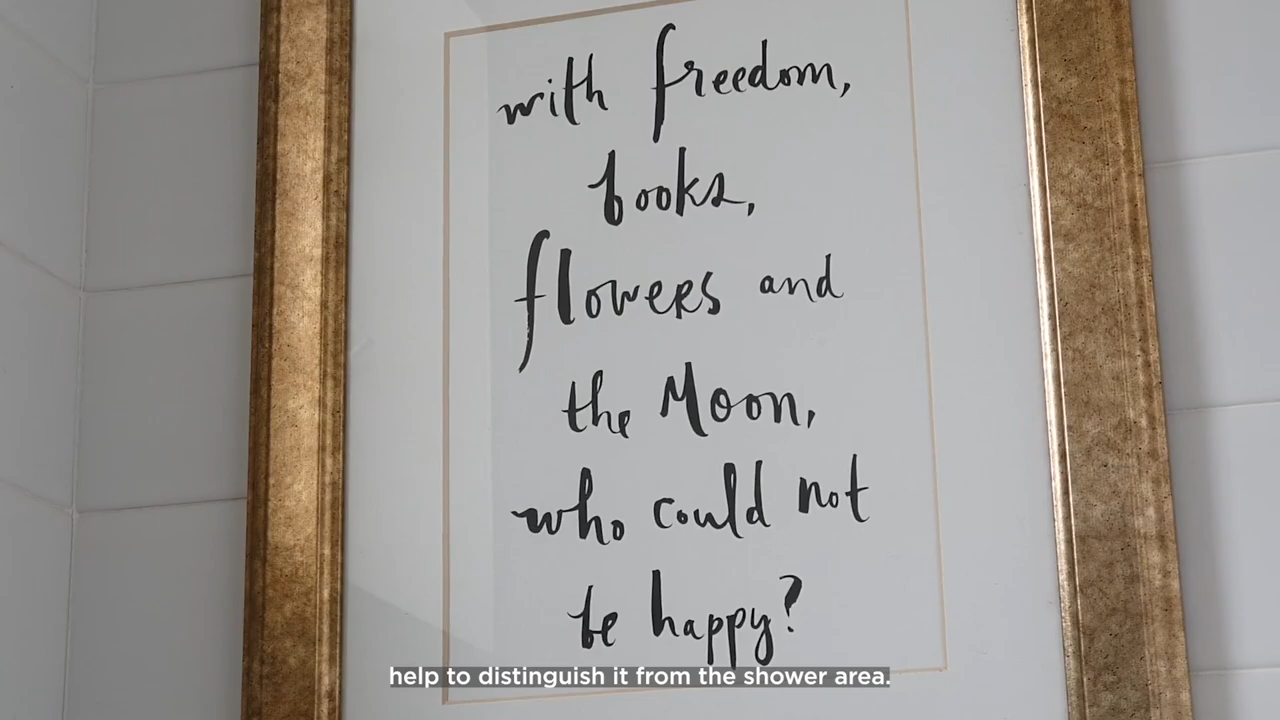 with freedom,
books,
flowers and
the Moon,
who could not
be happy?
help to distinguish it from the shower area.